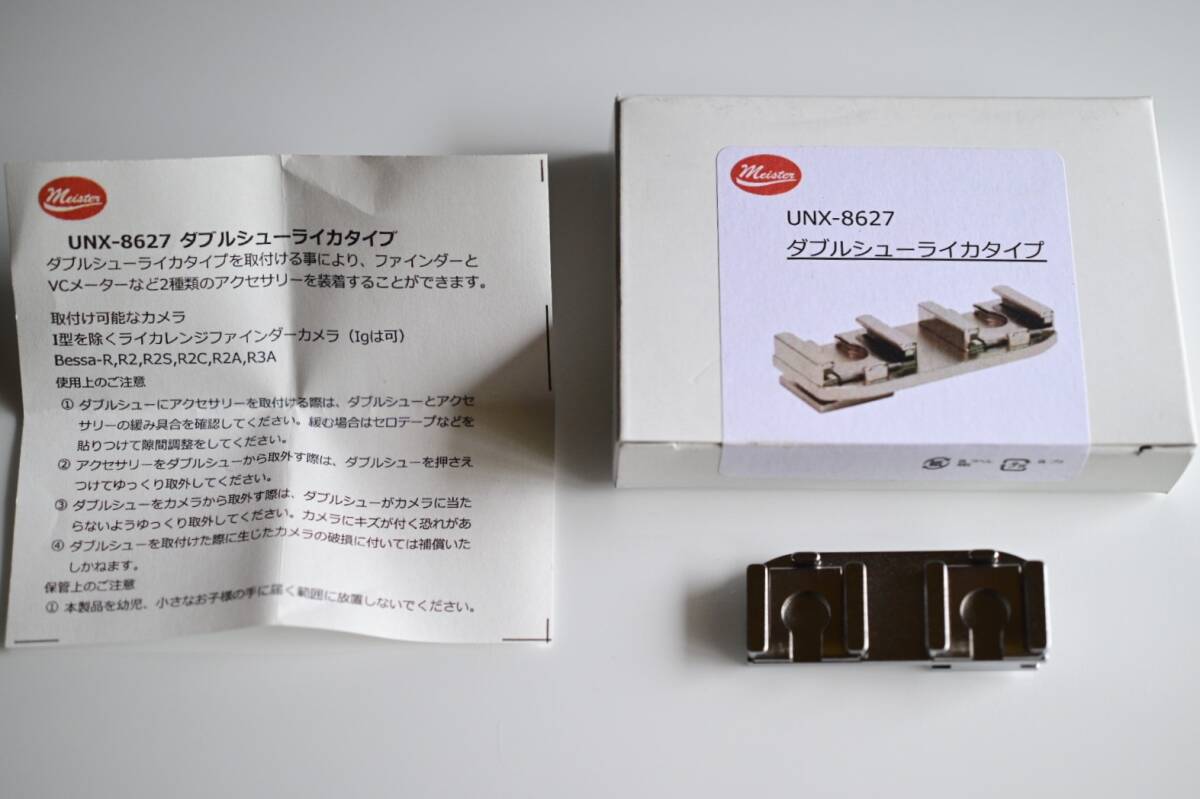 Meister
UNX-8627 ダブルシューライカタイプ
ダブルシューライカタイプを取付ける事により、ファインダーと
VCメーターなど2種類のアクセサリーを装着することができます。
取付け可能なカメラ
I型を除くライカレンジファインダーカメラ（Igは可）
Bessa-R,R2,R2S,R2C,R2A,R3A
使用上のご注意
① ダブルシューにアクセサリーを取付ける際は、ダブルシューとアクセ
サリーの緩み具合を確認してください。緩む場合はセロテープなどを
貼りつけて隙間調整をしてください。
② アクセサリーをダブルシューから取外す際は、ダブルシューを押さえ
つけてゆっくり取外してください。
③ ダブルシューをカメラから取外す際は、ダブルシューがカメラに当た
らないようゆっくり取外してください。カメラにキズが付く恐れがあ
④ ダブルシューを取付けた際に生じたカメラの破損に付いては補償いた
しかねます。
保管上のご注意
① 本製品を幼児、小さなお子様の手に届く範囲に放置しないでください。
Meister
UNX-8627
ダブルシューライカタイプ